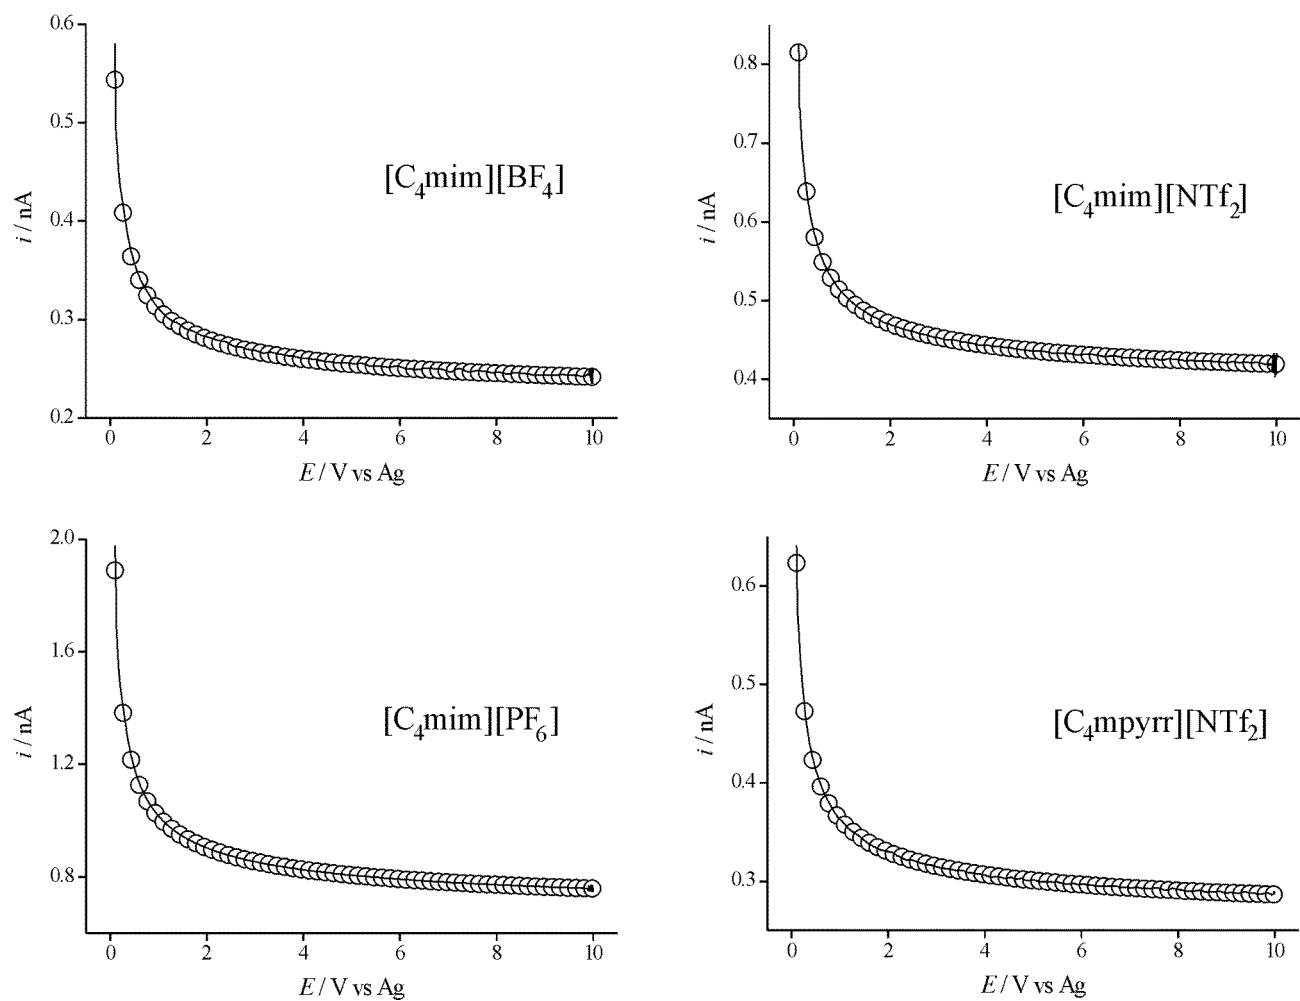 0.6
0.5
0.4
0.3
0.2
i / nA
[C₄mim][BF₄]
0 2 4 6 8 10
E / V vs Ag
0.8
0.7
0.6
0.5
0.4
i / nA
[C₄mim][NTf₂]
0 2 4 6 8 10
E / V vs Ag
2.0
1.6
1.2
0.8
i / nA
[C₄mim][PF₆]
0 2 4 6 8 10
E / V vs Ag
0.6
0.5
0.4
0.3
i / nA
[C₄mpyrr][NTf₂]
0 2 4 6 8 10
E / V vs Ag